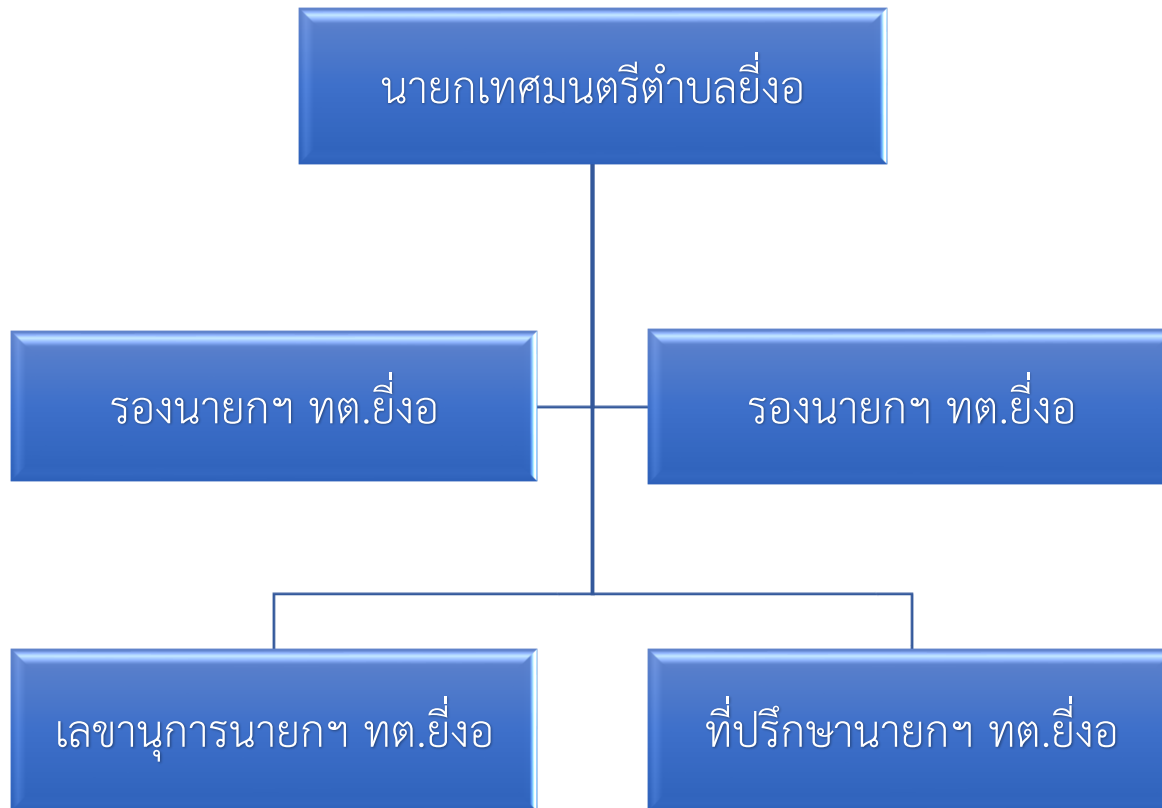 นายกเทศมนตรีตำบลยี่งอ
รองนายกฯ ทต.ยี่งอ
รองนายกฯ ทต.ยี่งอ
เลขานุการนายกฯ ทต.ยี่งอ
ที่ปรึกษานายกฯ ทต.ยี่งอ